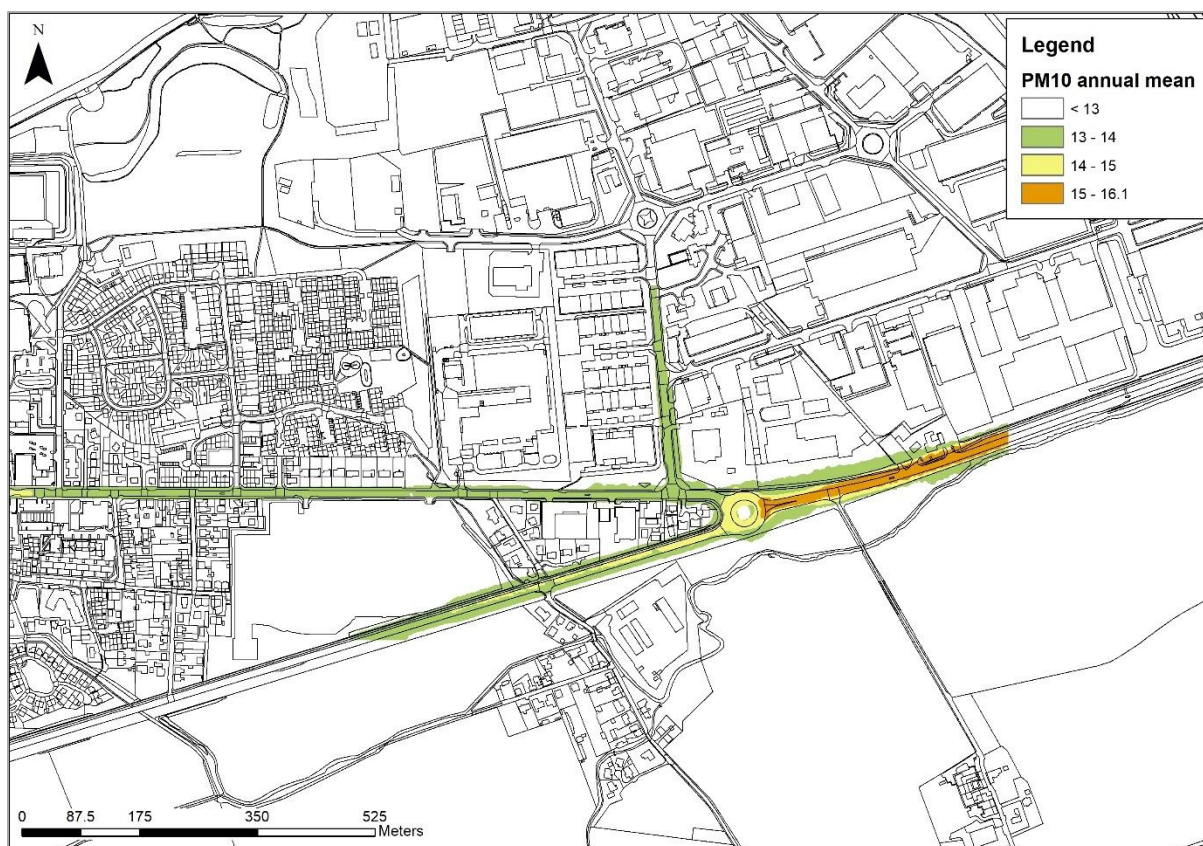 N
Legend
PM10 annual mean
< 13
13 - 14
14 - 15
15 - 16.1
0 87.5 175 350 525
Meters